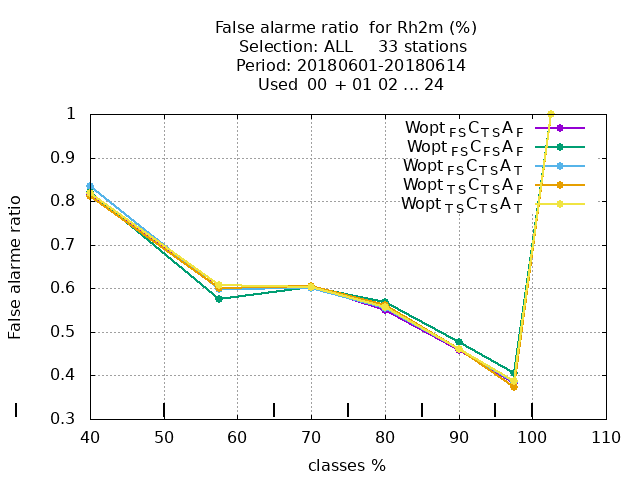 False alarme ratio  for Rh2m (%)
Selection: ALL     33 stations
Period: 20180601-20180614
Used  00  + 01 02 ... 24
Wopt FS C TS A F
Wopt FS C FS A F
Wopt FS C TS A T
Wopt TS C TS A F
Wopt TS C TS A T
False alarme ratio
1
0.9
0.8
0.7
0.6
0.5
0.4
0.3
40 50 60 70 80 90 100 110
classes %